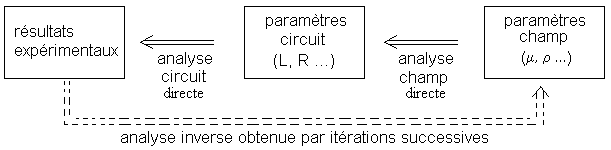 résultats
expérimentaux
analyse
circuit
directe
paramètres
circuit
(L, R ...)
analyse
champ
directe
paramètres
champ
(μ, ρ ...)
analyse inverse obtenue par itérations successives